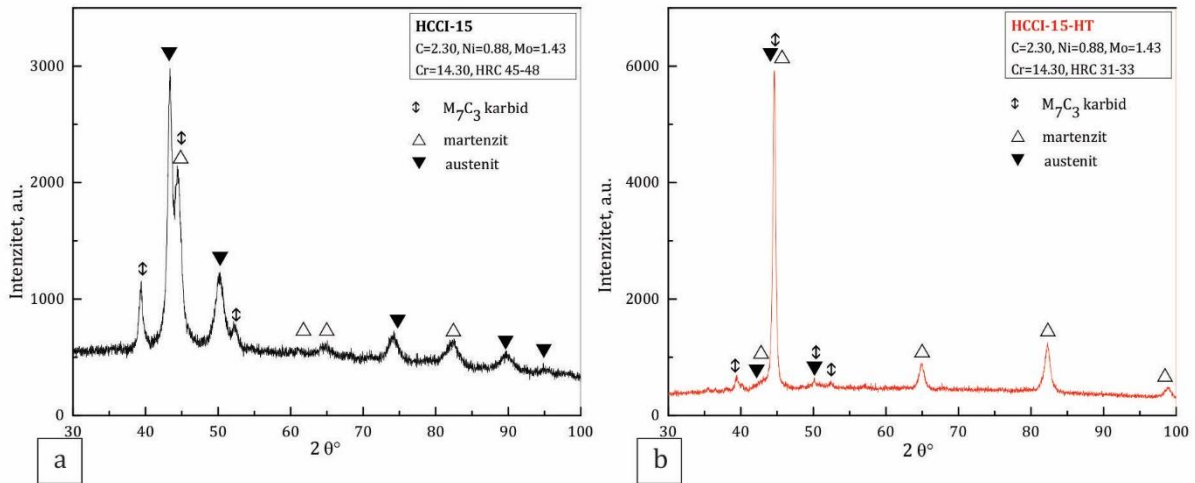 HCCI-15
C=2.30, Ni=0.88, Mo=1.43
Cr=14.30, HRC 45-48
M₇C₃ karbid
martenzit
austenit
Intenzitet, a.u.
3000
2000
1000
0
30 40 50 60 70 80 90 100
2 θ°
a
HCCI-15-HT
C=2.30, Ni=0.88, Mo=1.43
Cr=14.30, HRC 31-33
M₇C₃ karbid
martenzit
austenit
Intenzitet, a.u.
6000
4000
2000
0
30 40 50 60 70 80 90 100
2 θ°
b